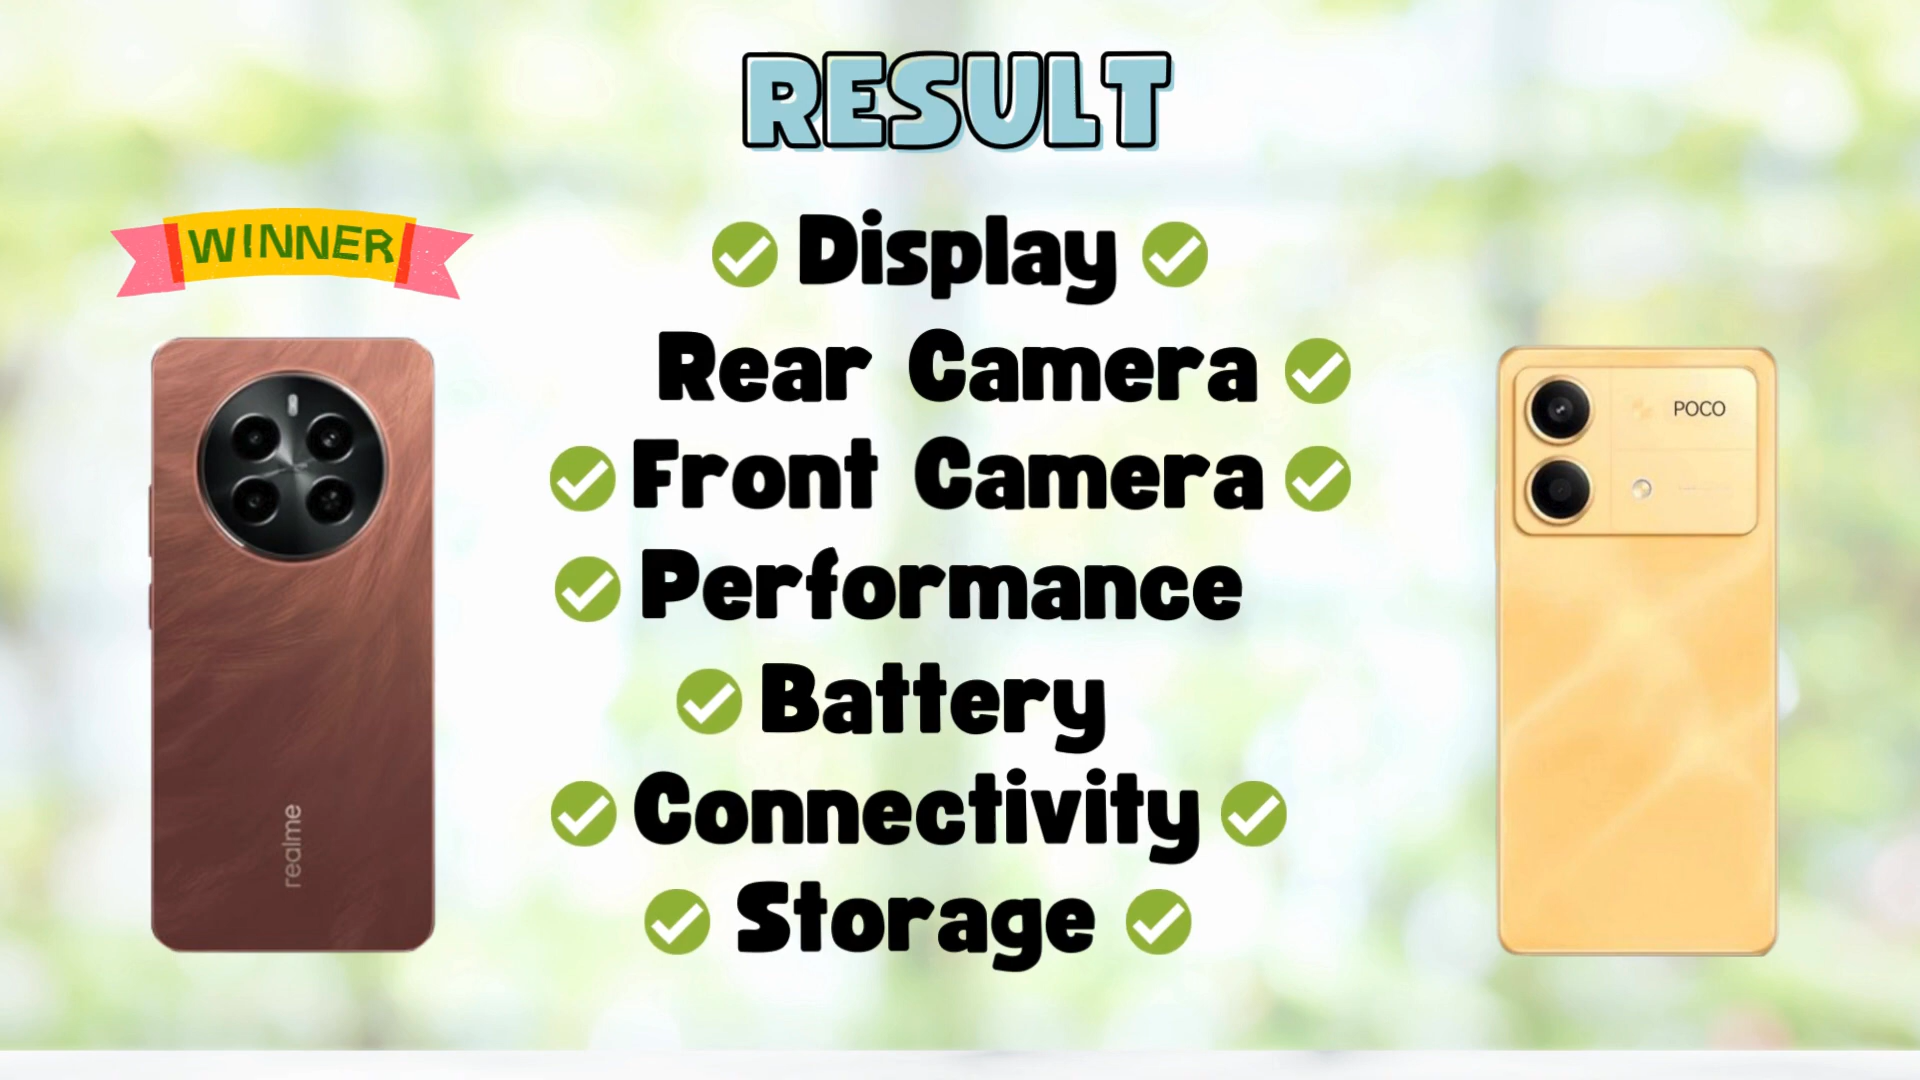 RESULT
WINNER
Display
Rear Camera
Front Camera
Performance
Battery
Connectivity
Storage
realme
POCO